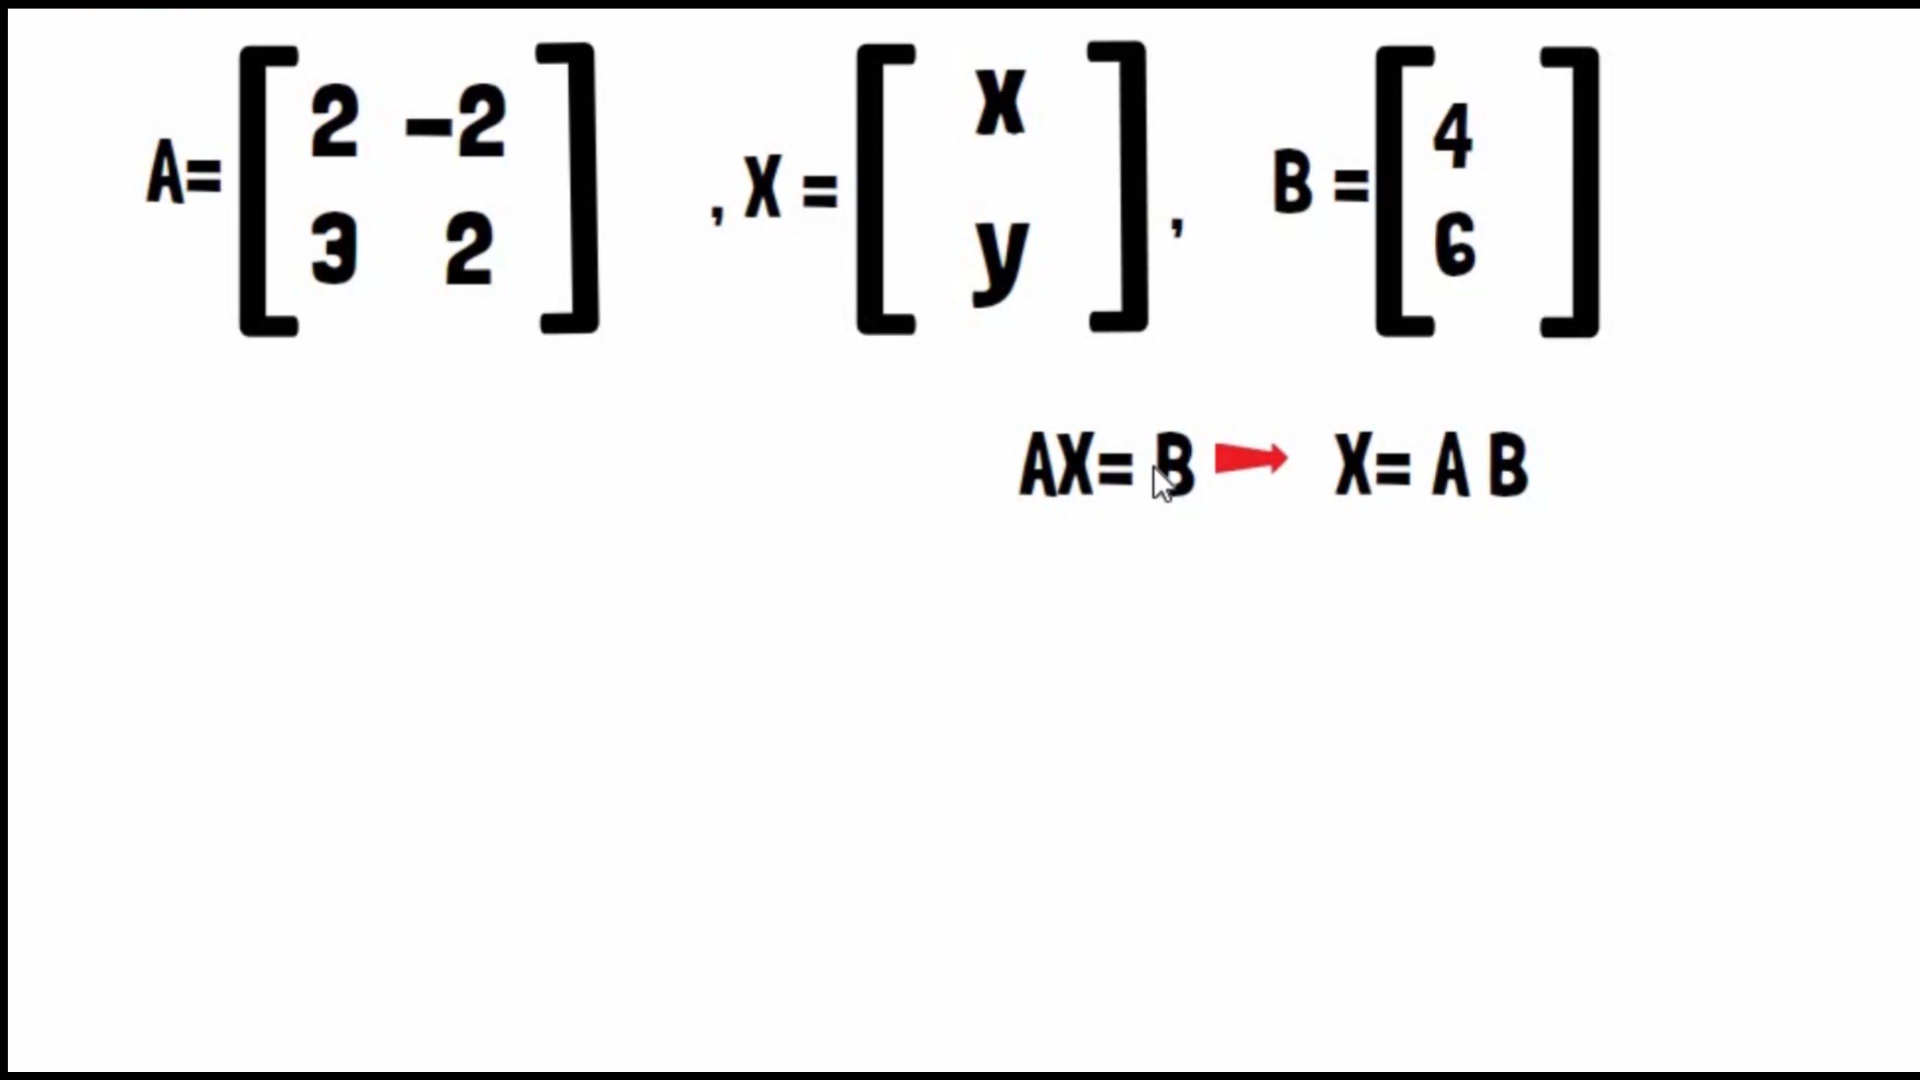 A= [ 2 -2 ] , X = [ x ] , B = [ 4 ]
3 2 y 6
AX= B X= A B